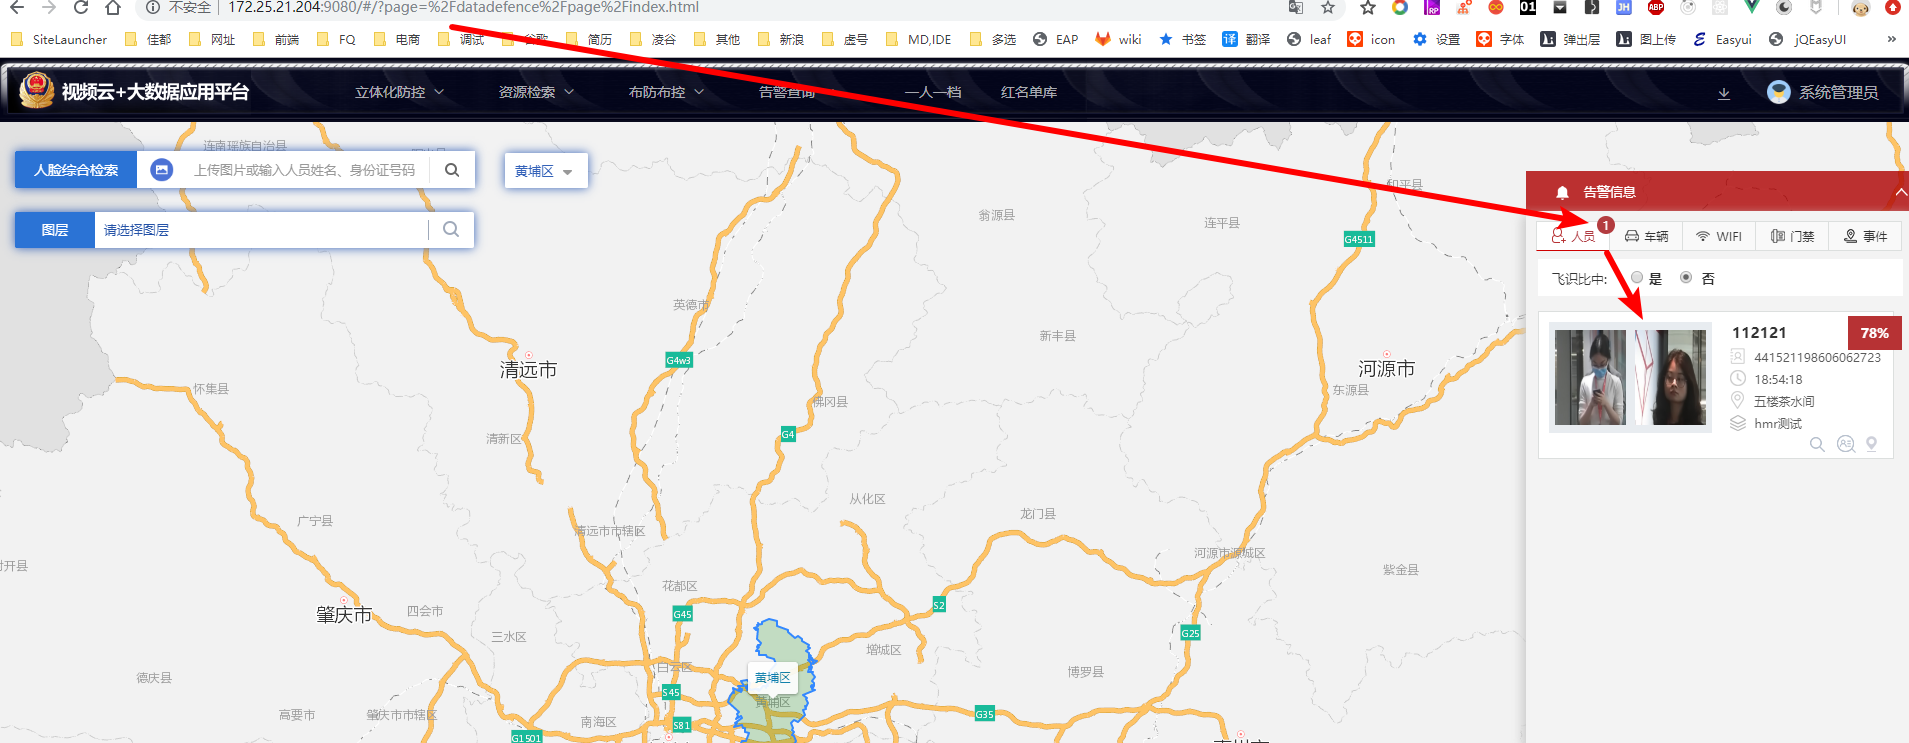 不安全 172.25.21.204:9080/#/?page=%2Fdatadefence%2Fpage%2Findex.html
SiteLauncher 佳都 网址 前端 FQ 电商 调试 谷歌 简历 凌谷 其他 新浪 虚号 MD,IDE 多选 EAP wiki 书签 翻译 leaf icon 设置 字体 弹出层 图上传 Easyui jQEasyUI »
视频云+大数据应用平台 立体化防控 资源检索 布防布控 告警查询 一人一档 红名单库 系统管理员
连南瑶族自治县
人脸综合检索 上传图片或输入人员姓名、身份证号码 黄埔区
和平县
告警信息
图层 请选择图层
翁源县
连平县
G4511
1
人员 车辆 WIFI 门禁 事件
飞识比中: 是 否
英德市
新丰县
112121
78%
441521198606062723
18:54:18
五楼茶水间
hmr测试
G4w3
清远市
河源市
怀集县
东源县
佛冈县
G4
清新区
从化区
龙门县
广宁县
清远市市辖区
河源市源城区
封开县
紫金县
花都区
S2
肇庆市
四会市
G45
G25
三水区
增城区
白云区
博罗县
德庆县
黄埔区
S45
黄埔区
高要市
肇庆市市辖区
南海区
S81
G35
G1501